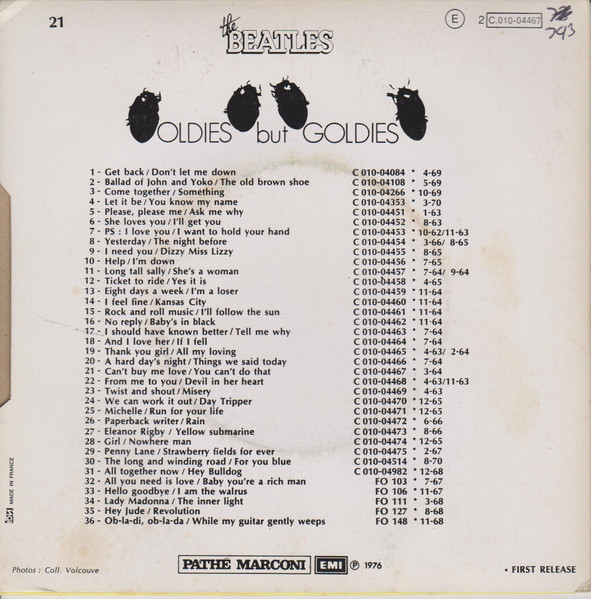 21
the
BEATLES
E 2 C.010-04467
793
OLDIES but GOLDIES
1 - Get back / Don't let me down C 010-04084 * 4-69
2 - Ballad of John and Yoko / The old brown shoe C 010-04108 * 5-69
3 - Come together / Something C 010-04266 * 10-69
4 - Let it be / You know my name C 010-04353 * 3-70
5 - Please, please me / Ask me why C 010-04451 * 1-63
6 - She loves you / I'll get you C 010-04452 * 8-63
7 - PS : I love you / I want to hold your hand C 010-04453 * 10-62/11-63
8 - Yesterday / The night before C 010-04454 * 3-66/ 8-65
9 - I need you / Dizzy Miss Lizzy C 010-04455 * 8-65
10 - Help / I'm down C 010-04456 * 7-65
11 - Long tall sally / She's a woman C 010-04457 * 7-64/ 9-64
12 - Ticket to ride / Yes it is C 010-04458 * 4-65
13 - Eight days a week / I'm a loser C 010-04459 * 11-64
14 - I feel fine / Kansas City C 010-04460 * 11-64
15 - Rock and roll music / I'll follow the sun C 010-04461 * 11-64
16 - No reply / Baby's in black C 010-04462 * 11-64
17 - I should have known better / Tell me why C 010-04463 * 7-64
18 - And I love her / If I fell C 010-04464 * 7-64
19 - Thank you girl / All my loving C 010-04465 * 4-63/ 2-64
20 - A hard day's night / Things we said today C 010-04466 * 7-64
21 - Can't buy me love / You can't do that C 010-04467 * 3-64
22 - From me to you / Devil in her heart C 010-04468 * 4-63/11-63
23 - Twist and shout / Misery C 010-04469 * 4-63
24 - We can work it out / Day Tripper C 010-04470 * 12-65
25 - Michelle / Run for your life C 010-04471 * 12-65
26 - Paperback writer / Rain C 010-04472 * 6-66
27 - Eleanor Rigby / Yellow submarine C 010-04473 * 8-66
28 - Girl / Nowhere man C 010-04474 * 12-65
29 - Penny Lane / Strawberry fields for ever C 010-04475 * 2-67
30 - The long and winding road / For you blue C 010-04514 * 8-70
31 - All together now / Hey Bulldog C 010-04982 * 12-68
32 - All you need is love / Baby you're a rich man FO 103 * 7-67
33 - Hello goodbye / I am the walrus FO 106 * 11-67
34 - Lady Madonna / The inner light FO 111 * 3-68
35 - Hey Jude / Revolution FO 127 * 8-68
36 - Ob-la-di, ob-la-da / While my guitar gently weeps FO 148 * 11-68
EMI MADE IN FRANCE
Photos : Coll. Volcouve
PATHE MARCONI EMI ℗ 1976
* FIRST RELEASE